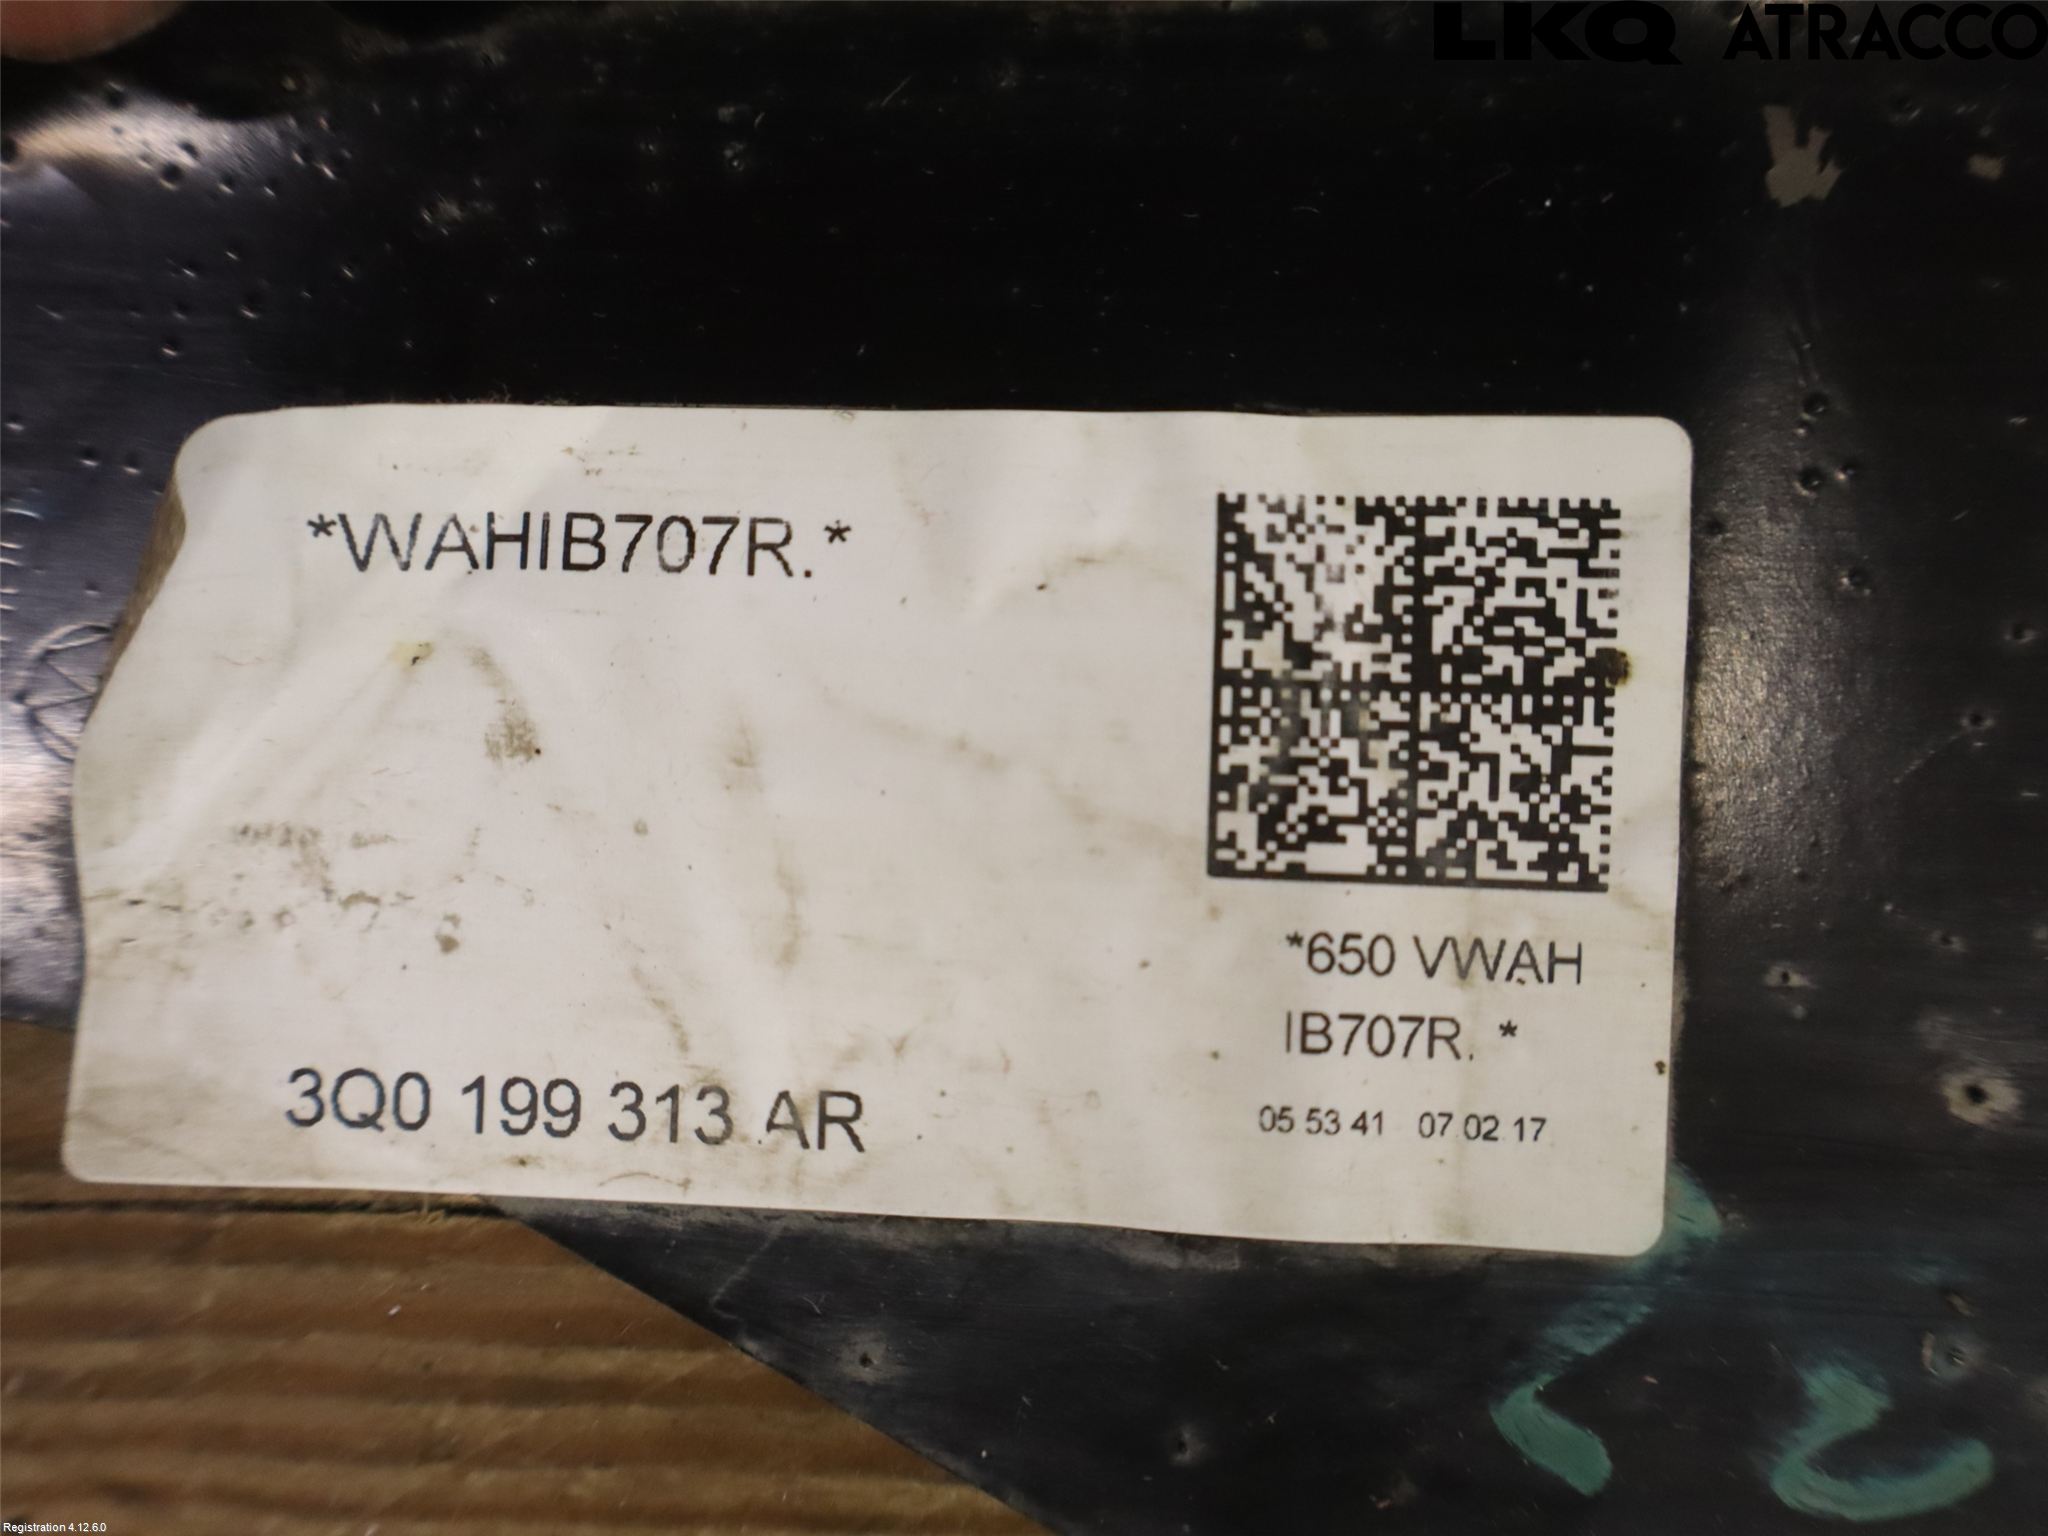 LKQ ATRACCO
*WAHIB707R.*
*650 VWAH
IB707R. *
3Q0 199 313 AR
05 53 41 07 02 17
Registration 4.12.6.0